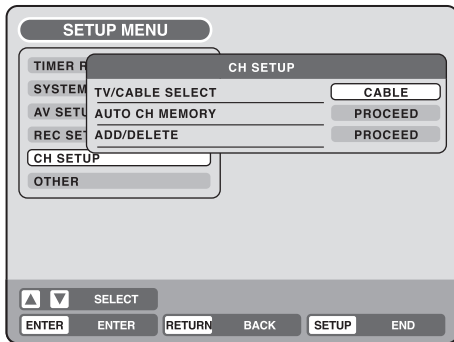 SETUP MENU
TIMER R
CH SETUP
SYSTEM
TV/CABLE SELECT CABLE
AV SETU
AUTO CH MEMORY PROCEED
REC SET
ADD/DELETE PROCEED
CH SETUP
OTHER
SELECT
ENTER ENTER RETURN BACK SETUP END